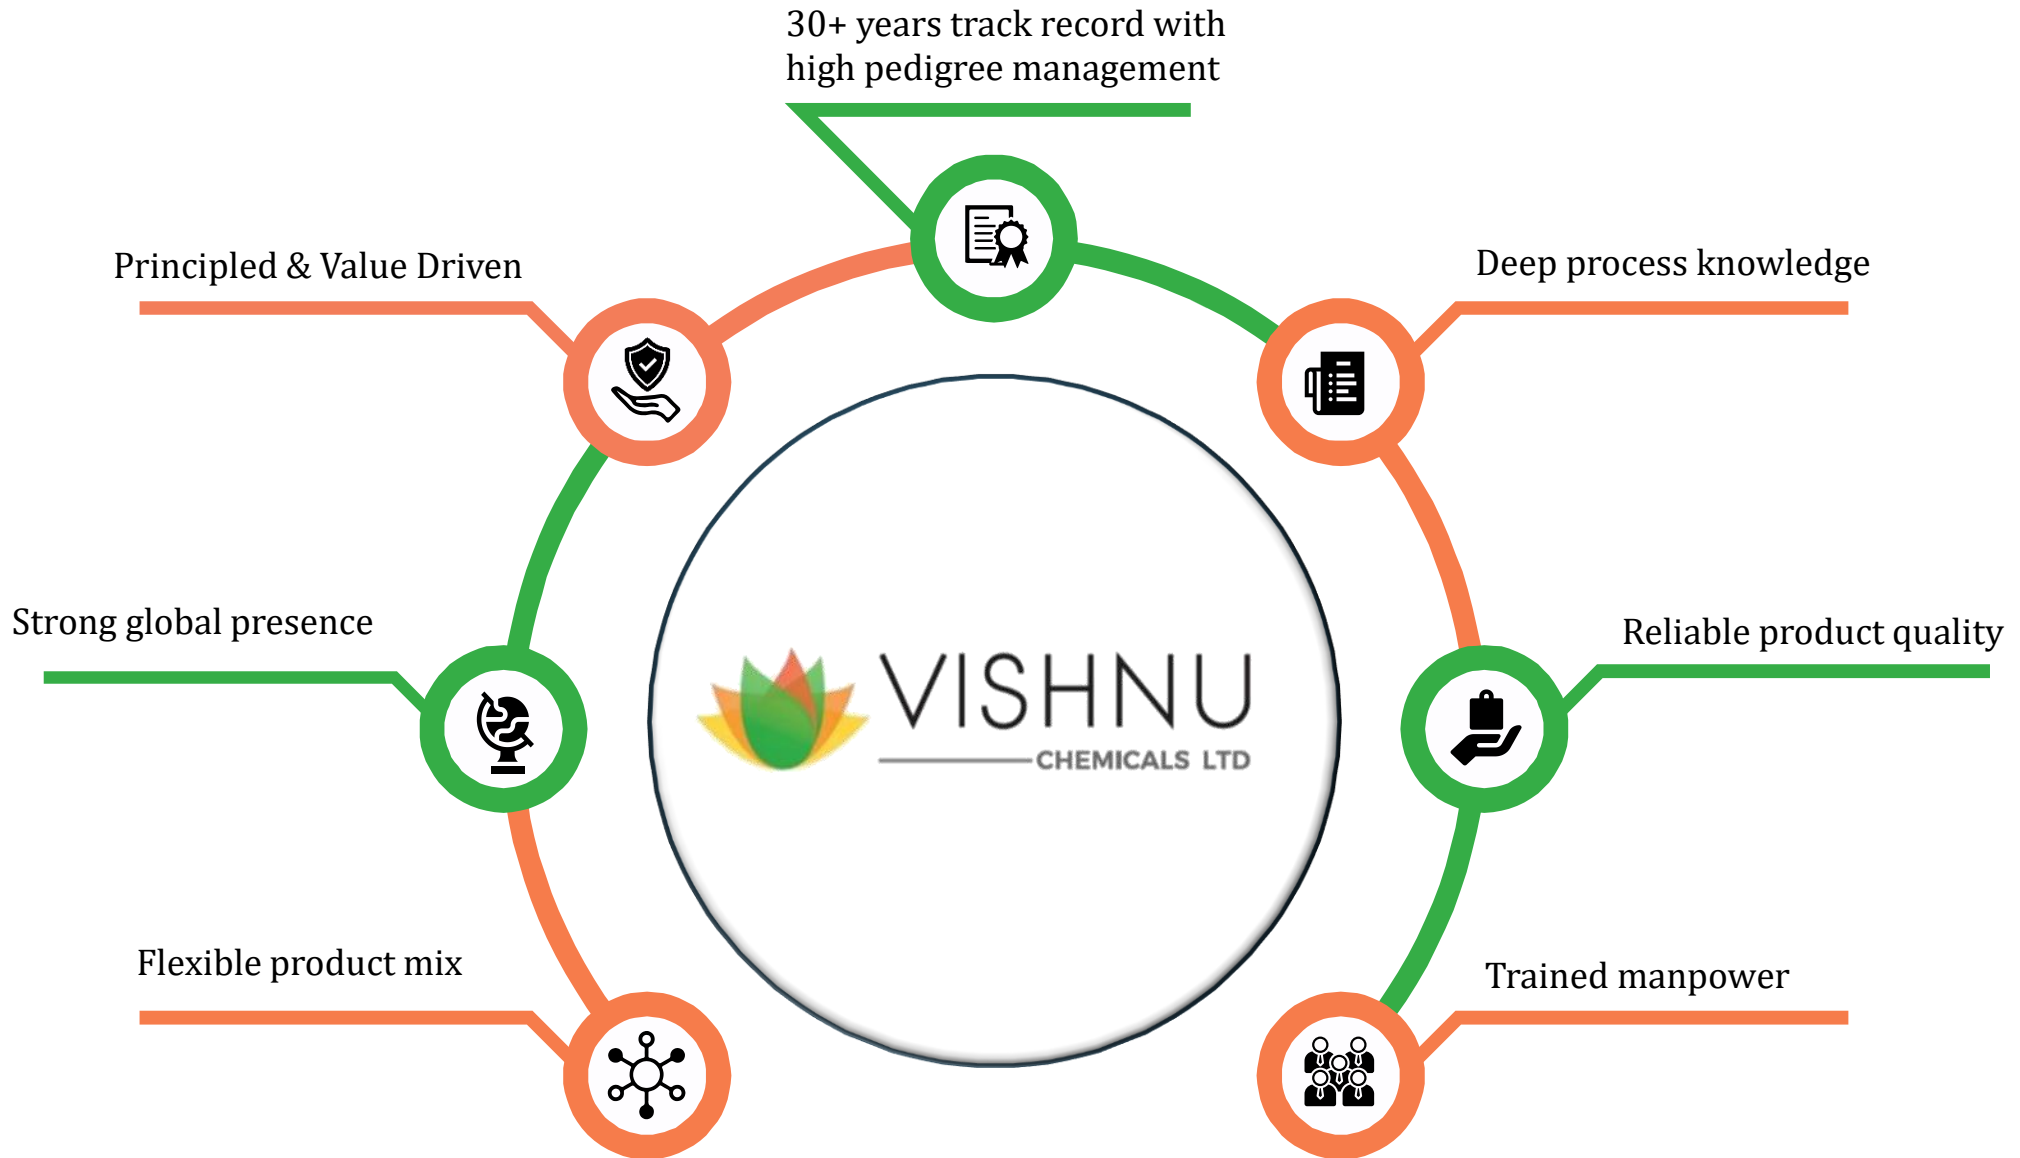 30+ years track record with
high pedigree management
Principled & Value Driven
Deep process knowledge
Strong global presence
Reliable product quality
VISHNU
CHEMICALS LTD
Flexible product mix
Trained manpower